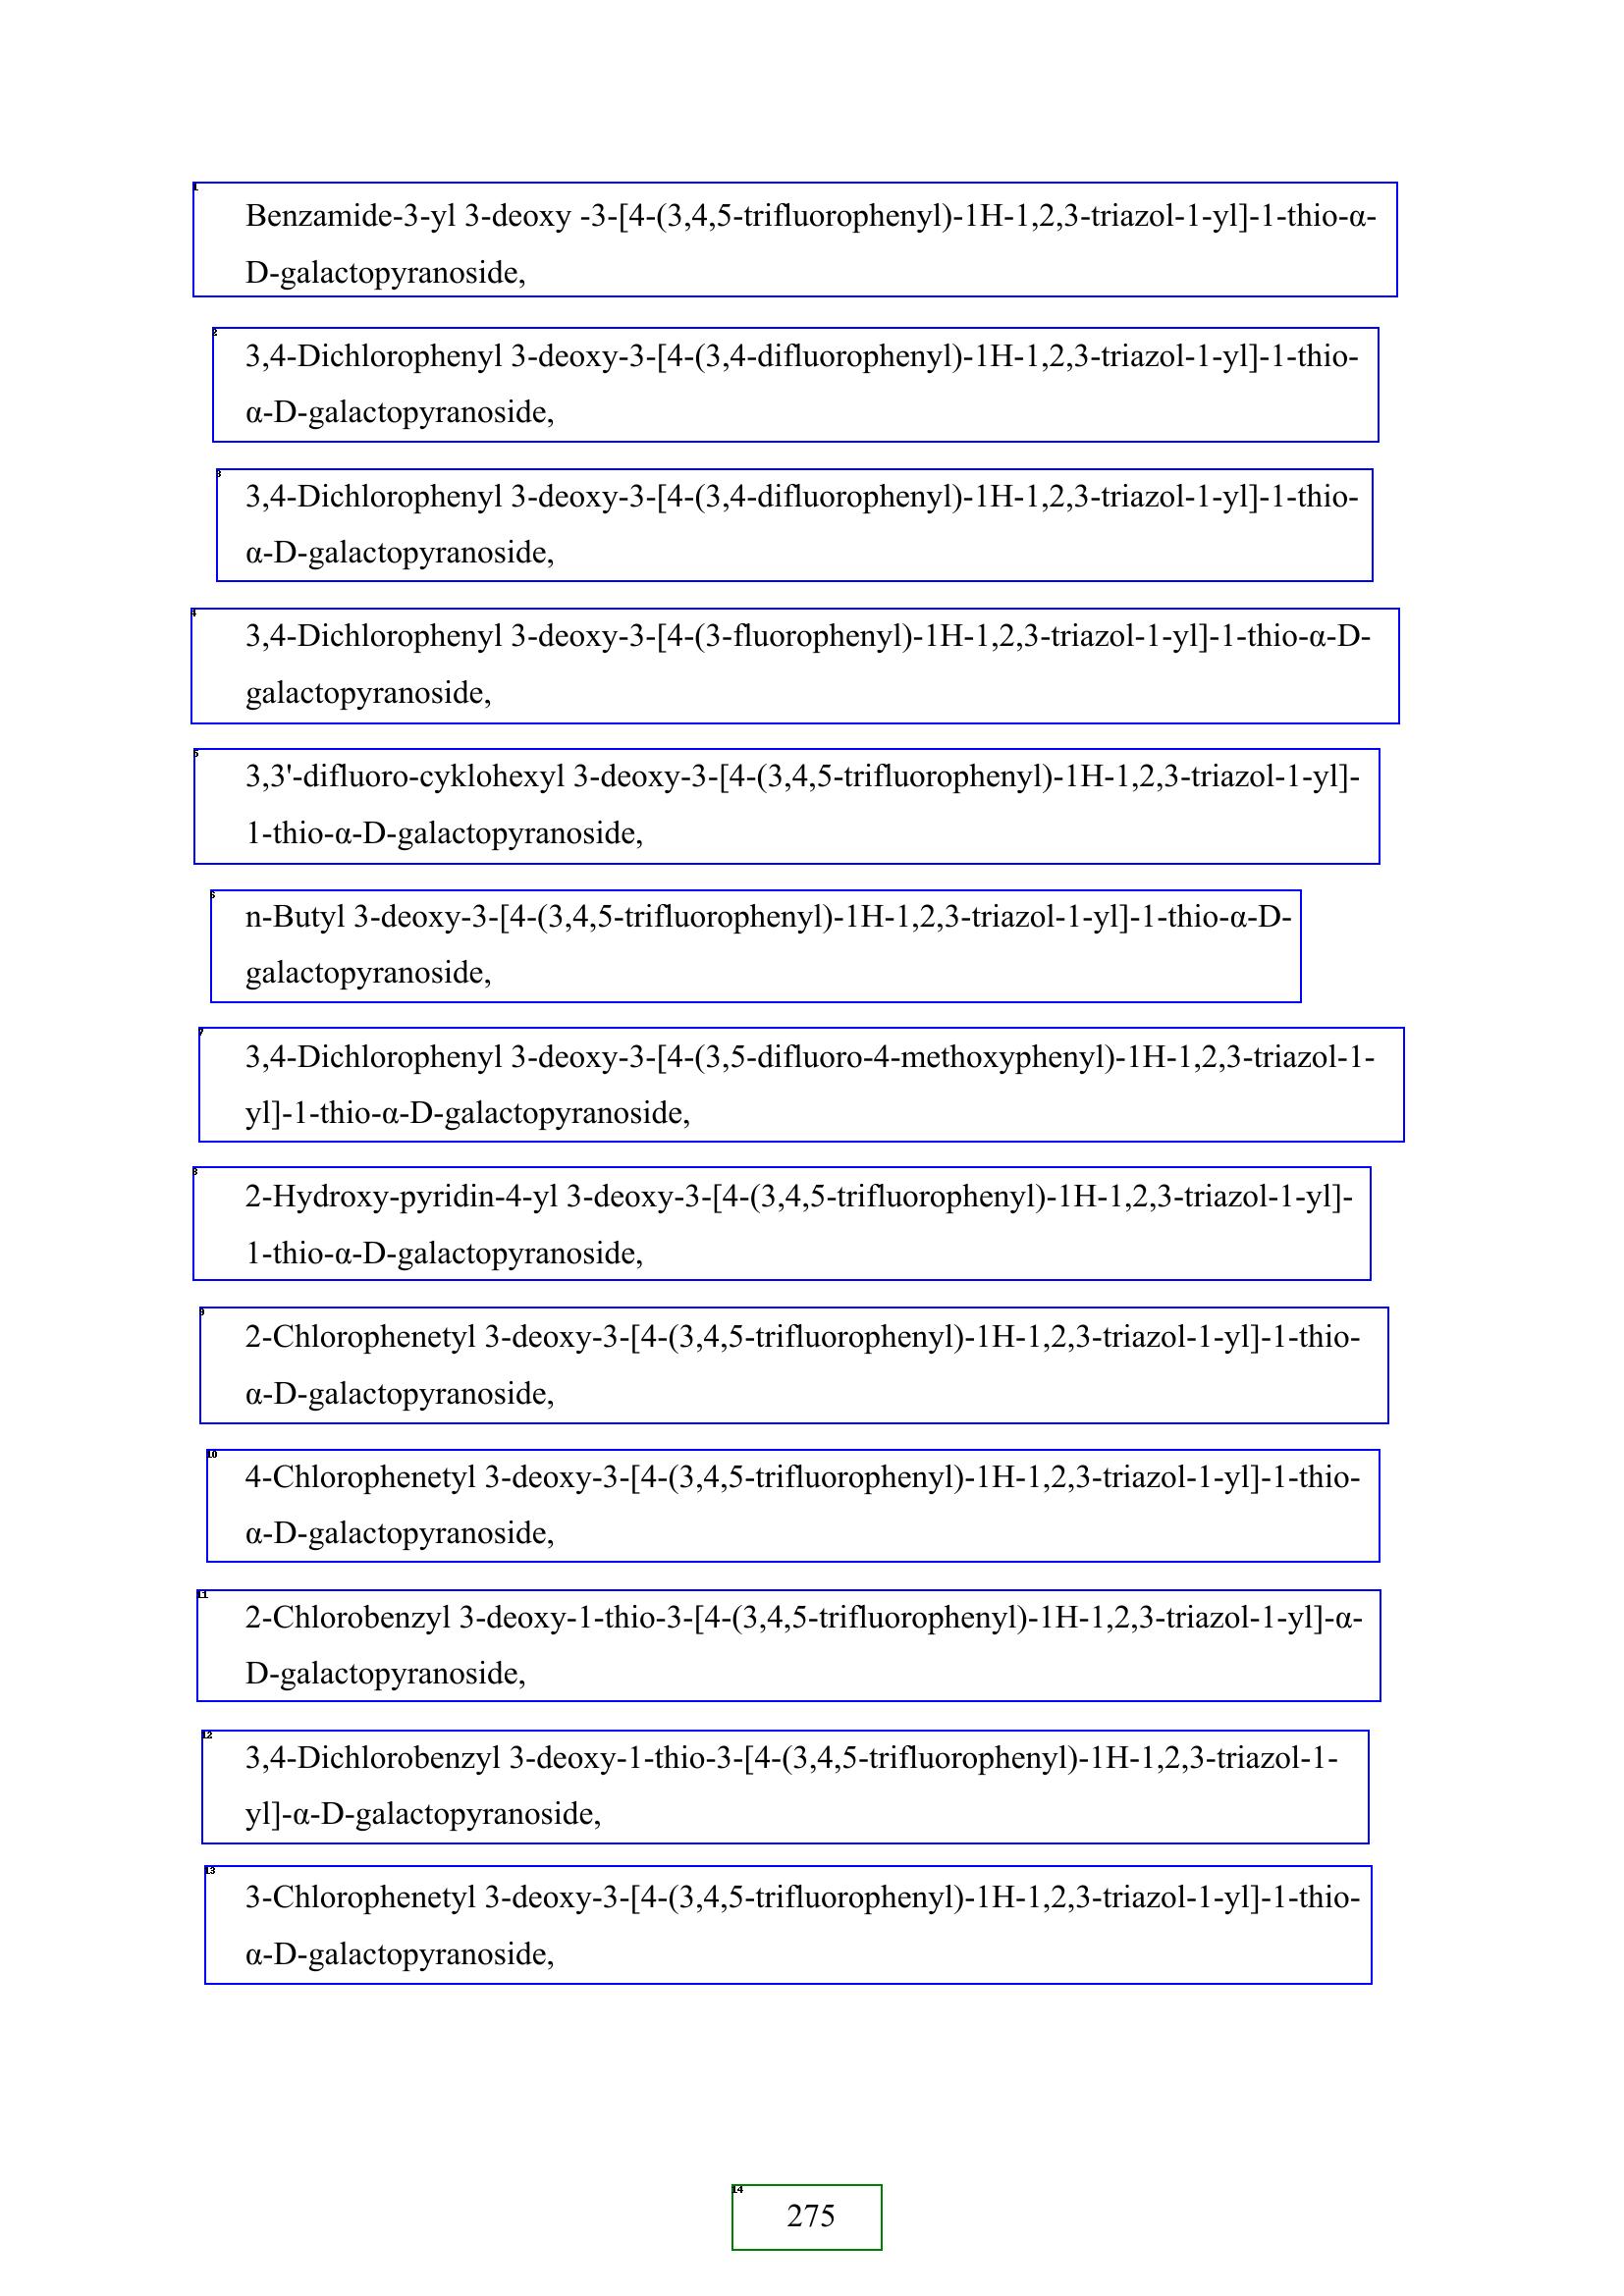 Benzamide-3-yl 3-deoxy -3-[4-(3,4,5-trifluorophenyl)-1H-1,2,3-triazol-1-yl]-1-thio-α-
D-galactopyranoside,
3,4-Dichlorophenyl 3-deoxy-3-[4-(3,4-difluorophenyl)-1H-1,2,3-triazol-1-yl]-1-thio-
α-D-galactopyranoside,
3,4-Dichlorophenyl 3-deoxy-3-[4-(3,4-difluorophenyl)-1H-1,2,3-triazol-1-yl]-1-thio-
α-D-galactopyranoside,
3,4-Dichlorophenyl 3-deoxy-3-[4-(3-fluorophenyl)-1H-1,2,3-triazol-1-yl]-1-thio-α-D-
galactopyranoside,
3,3'-difluoro-cyklohexyl 3-deoxy-3-[4-(3,4,5-trifluorophenyl)-1H-1,2,3-triazol-1-yl]-
1-thio-α-D-galactopyranoside,
n-Butyl 3-deoxy-3-[4-(3,4,5-trifluorophenyl)-1H-1,2,3-triazol-1-yl]-1-thio-α-D-
galactopyranoside,
3,4-Dichlorophenyl 3-deoxy-3-[4-(3,5-difluoro-4-methoxyphenyl)-1H-1,2,3-triazol-1-
yl]-1-thio-α-D-galactopyranoside,
2-Hydroxy-pyridin-4-yl 3-deoxy-3-[4-(3,4,5-trifluorophenyl)-1H-1,2,3-triazol-1-yl]-
1-thio-α-D-galactopyranoside,
2-Chlorophenetyl 3-deoxy-3-[4-(3,4,5-trifluorophenyl)-1H-1,2,3-triazol-1-yl]-1-thio-
α-D-galactopyranoside,
4-Chlorophenetyl 3-deoxy-3-[4-(3,4,5-trifluorophenyl)-1H-1,2,3-triazol-1-yl]-1-thio-
α-D-galactopyranoside,
2-Chlorobenzyl 3-deoxy-1-thio-3-[4-(3,4,5-trifluorophenyl)-1H-1,2,3-triazol-1-yl]-α-
D-galactopyranoside,
3,4-Dichlorobenzyl 3-deoxy-1-thio-3-[4-(3,4,5-trifluorophenyl)-1H-1,2,3-triazol-1-
yl]-α-D-galactopyranoside,
3-Chlorophenetyl 3-deoxy-3-[4-(3,4,5-trifluorophenyl)-1H-1,2,3-triazol-1-yl]-1-thio-
α-D-galactopyranoside,
275